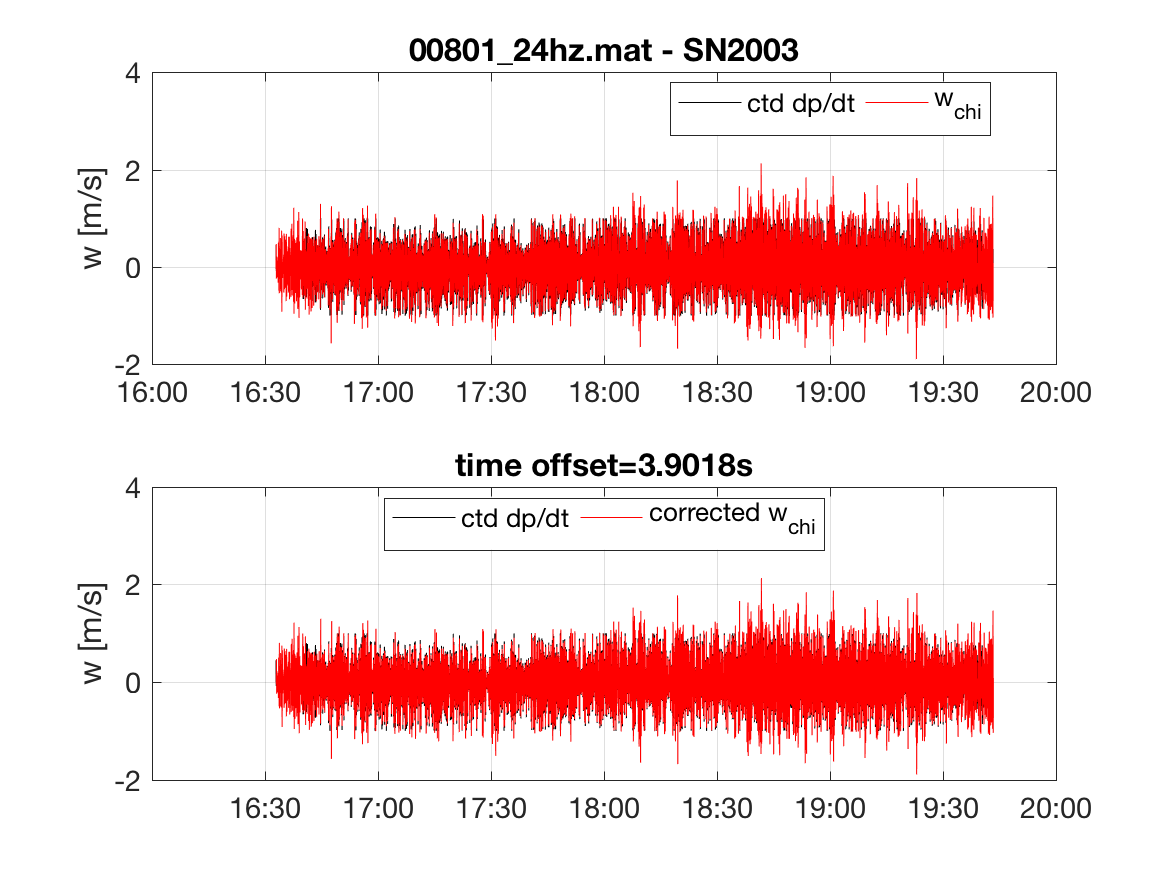 00801_24hz.mat - SN2003
4
ctd dp/dt w_chi
2
w [m/s]
0
-2
16:00 16:30 17:00 17:30 18:00 18:30 19:00 19:30 20:00
time offset=3.9018s
4
ctd dp/dt corrected w_chi
2
w [m/s]
0
-2
16:30 17:00 17:30 18:00 18:30 19:00 19:30 20:00